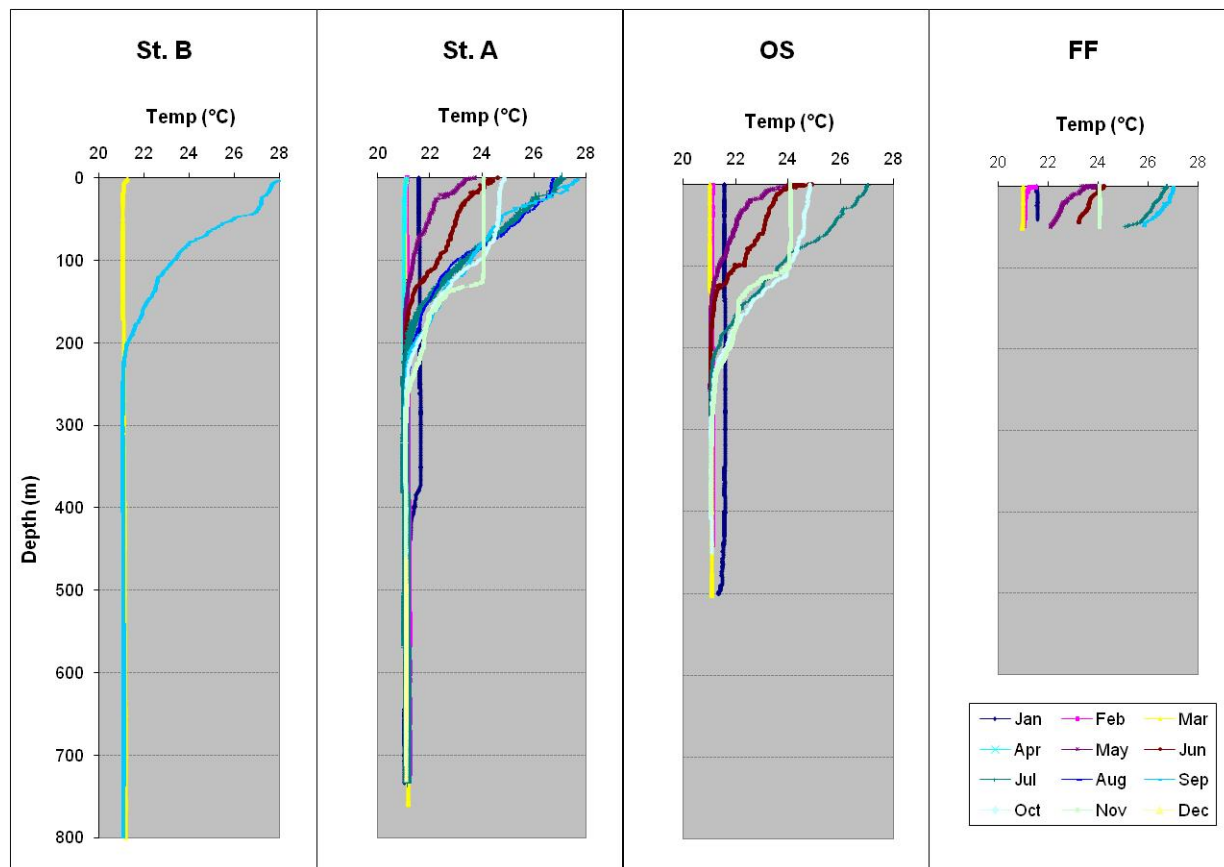 St. B
St. A
OS
FF
Temp (°C)
Temp (°C)
Temp (°C)
Temp (°C)
20 22 24 26 28
20 22 24 26 28
20 22 24 26 28
20 22 24 26 28
Depth (m)
0
100
200
300
400
500
600
700
800
Jan Feb Mar
Apr May Jun
Jul Aug Sep
Oct Nov Dec